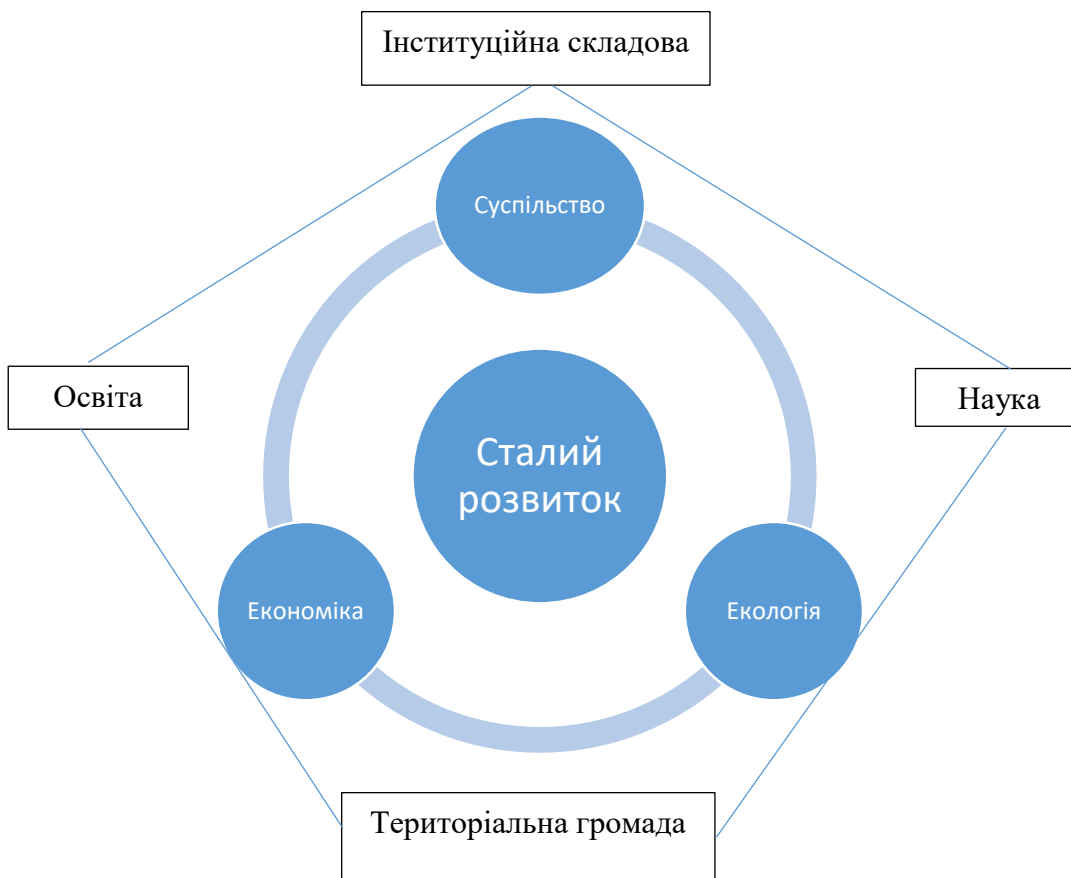 Інституційна складова
Суспільство
Освіта
Наука
Сталий
розвиток
Економіка
Екологія
Територіальна громада